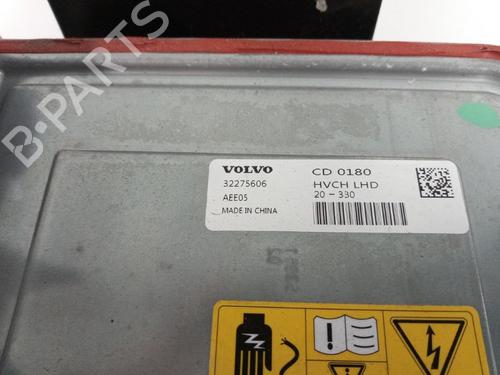 VOLVO
CD 0180
32275606
HVCH LHD
AEE05
20-330
MADE IN CHINA
B-PARTS